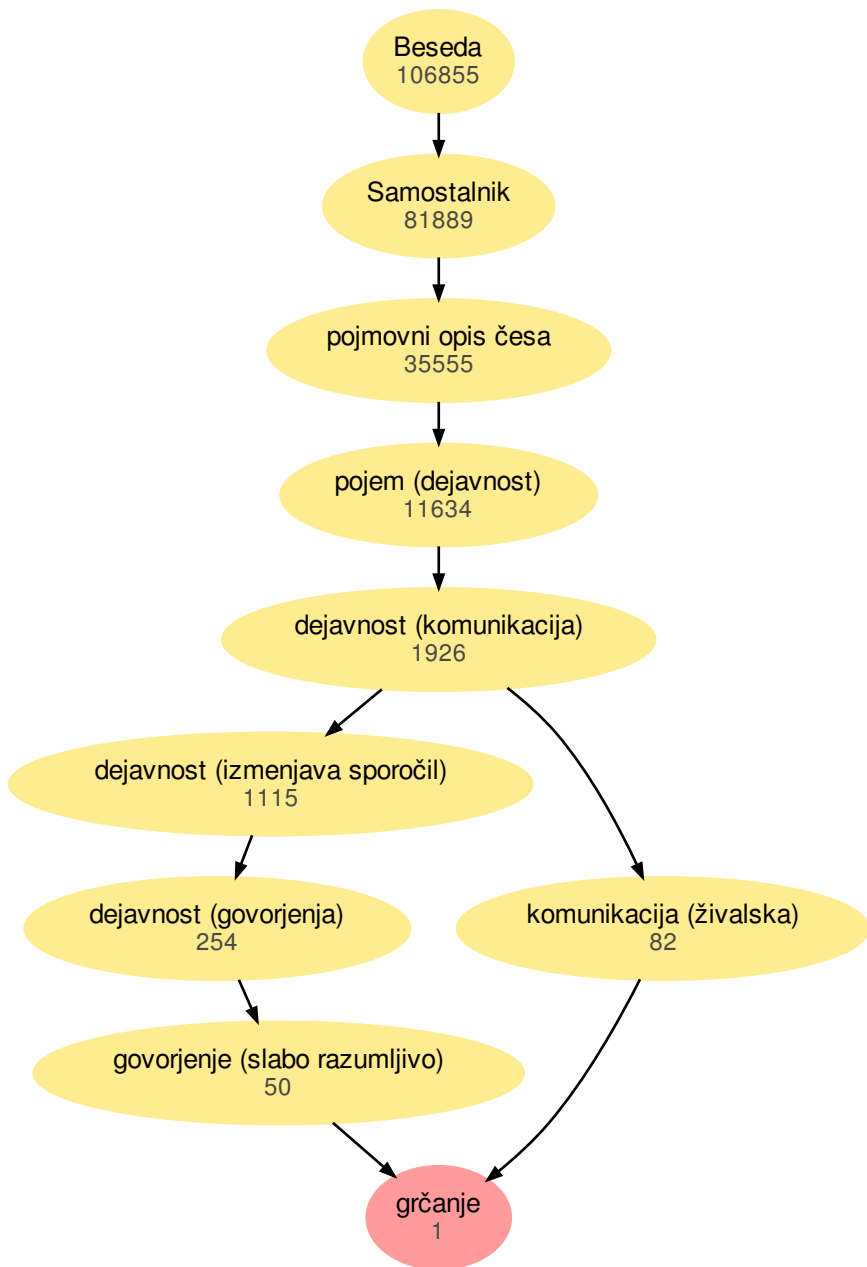 Beseda
106855
Samostalnik
81889
pojmovni opis česa
35555
pojem (dejavnost)
11634
dejavnost (komunikacija)
1926
dejavnost (izmenjava sporočil)
1115
dejavnost (govorjenja)
254
komunikacija (živalska)
82
govorjenje (slabo razumljivo)
50
grčanje
1